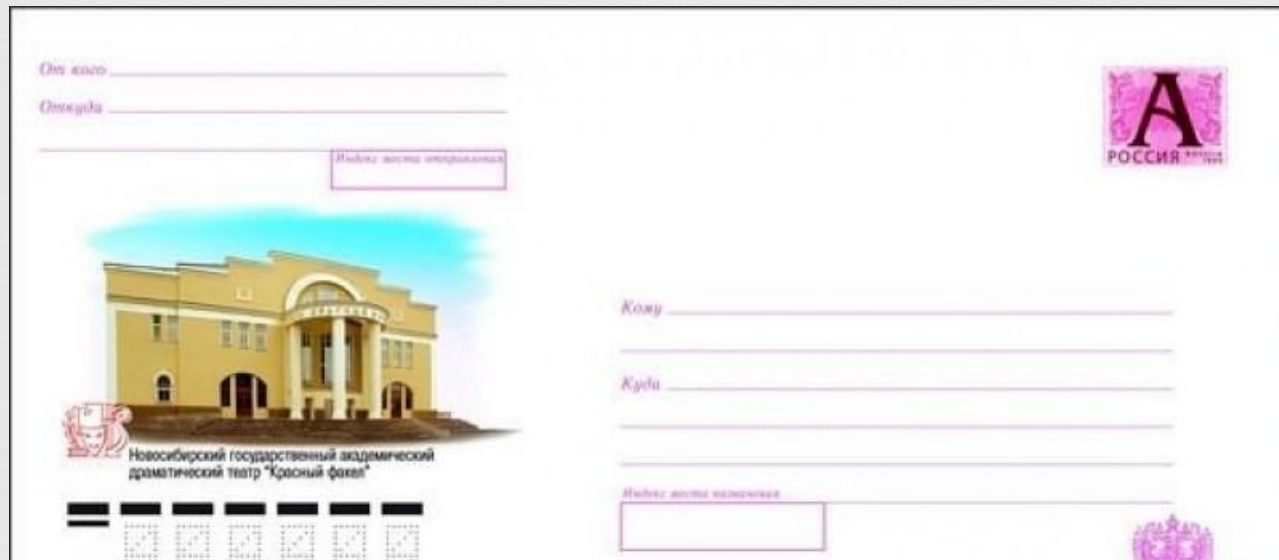 От кого
Откуда
Индекс места отправления
А
РОССИЯ
Кому
Куда
Новосибирский государственный академический
драматический театр "Красный факел"
Индекс места назначения